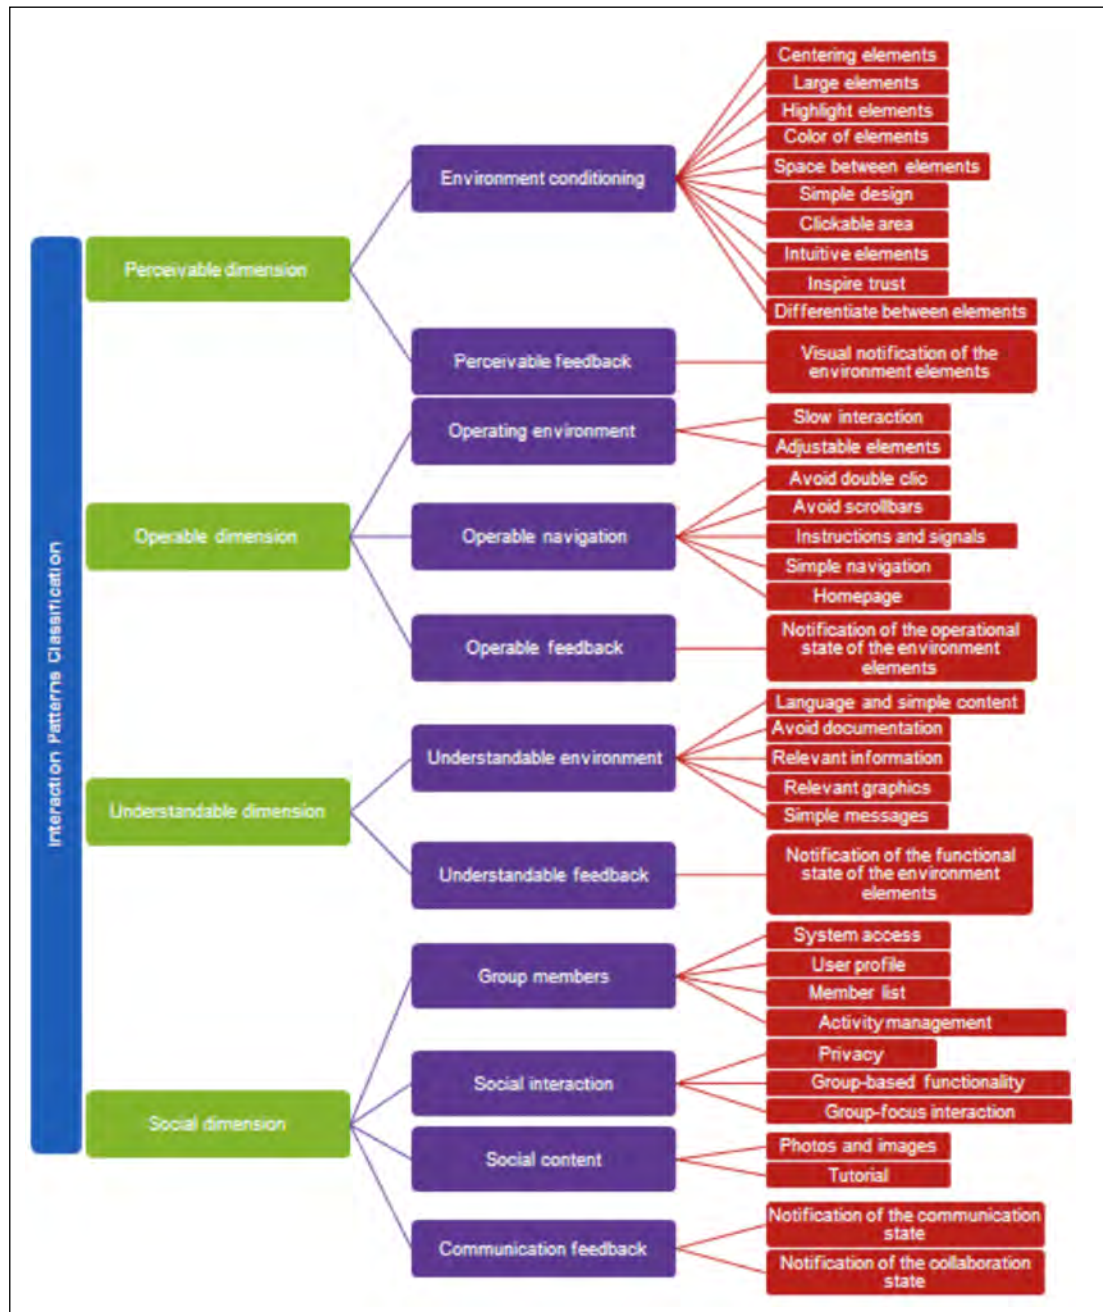 Interaction Patterns Classification
Perceivable dimension
Environment conditioning
Centering elements
Large elements
Highlight elements
Color of elements
Space between elements
Simple design
Clickable area
Intuitive elements
Inspire trust
Differentiate between elements
Perceivable feedback
Visual notification of the
environment elements
Operable dimension
Operating environment
Slow interaction
Adjustable elements
Operable navigation
Avoid double clic
Avoid scrollbars
Instructions and signals
Simple navigation
Homepage
Operable feedback
Notification of the operational
state of the environment
elements
Understandable dimension
Understandable environment
Language and simple content
Avoid documentation
Relevant information
Relevant graphics
Simple messages
Understandable feedback
Notification of the functional
state of the environment
elements
Social dimension
Group members
System access
User profile
Member list
Activity management
Social interaction
Privacy
Group-based functionality
Group-focus interaction
Social content
Photos and images
Tutorial
Communication feedback
Notification of the communication
state
Notification of the collaboration
state